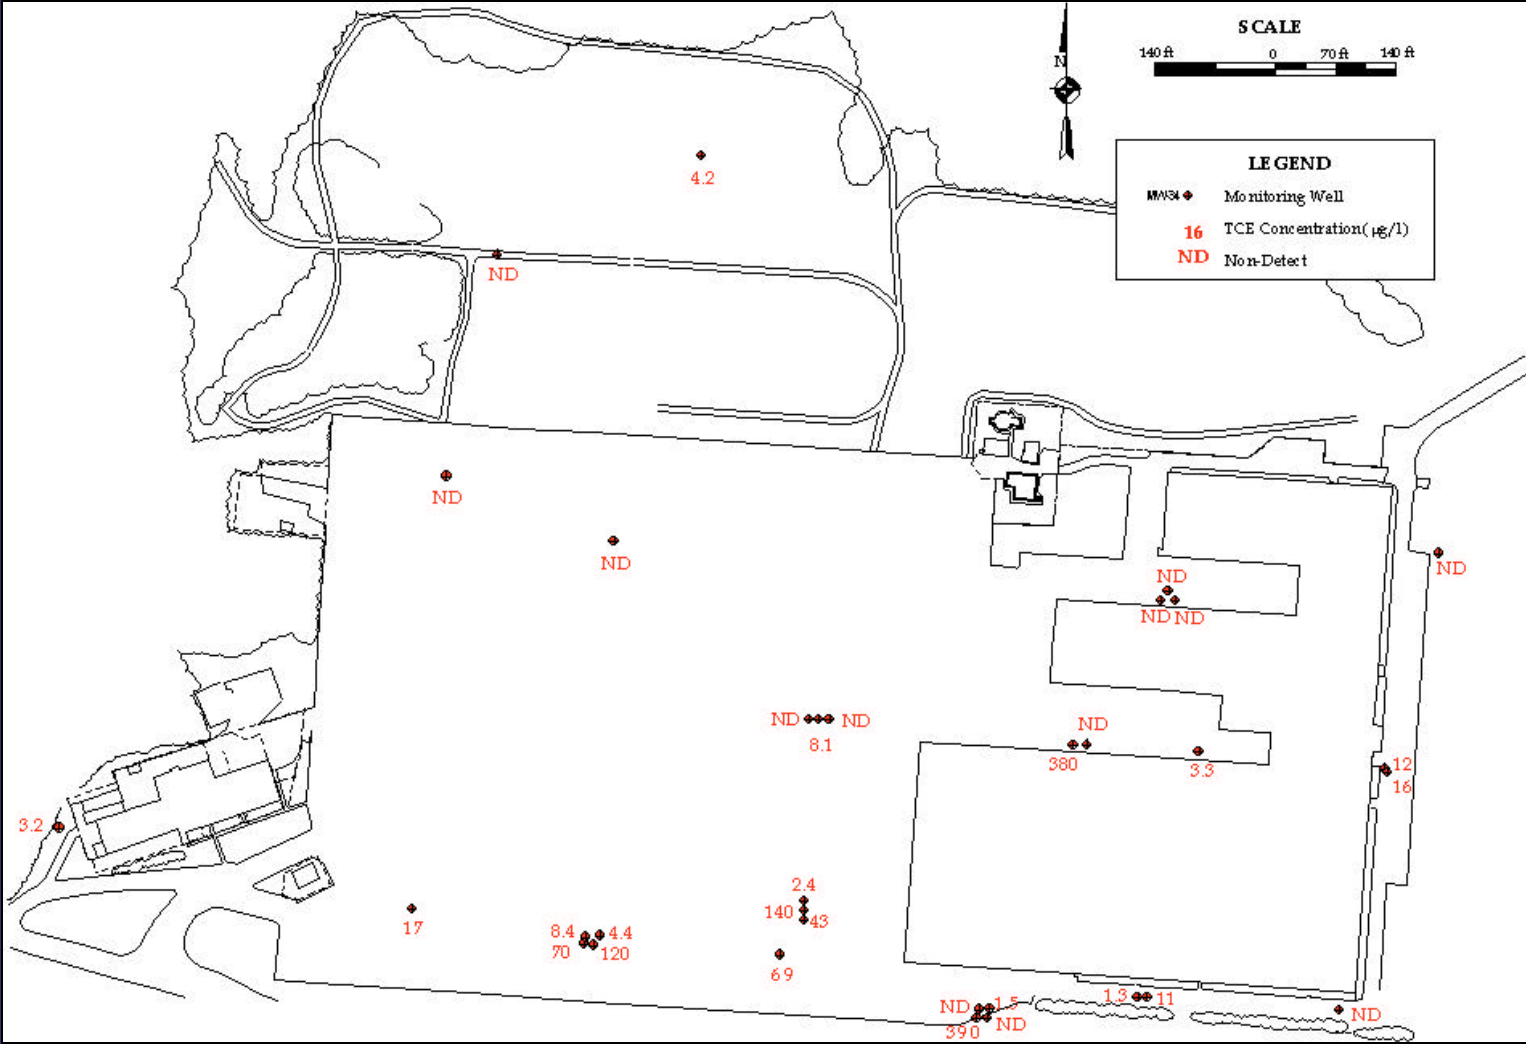 SCALE
140 ft 0 70 ft 140 ft
N
LEGEND
MW-34 Monitoring Well
16 TCE Concentration (µg/l)
ND Non-Detect
4.2
ND
ND
ND
ND
ND
ND ND
ND ND
8.1
ND
380
3.3
12
16
3.2
2.4
140
43
17
8.4 4.4
70 120
69
ND 1.5
390 ND
1.3 11
ND